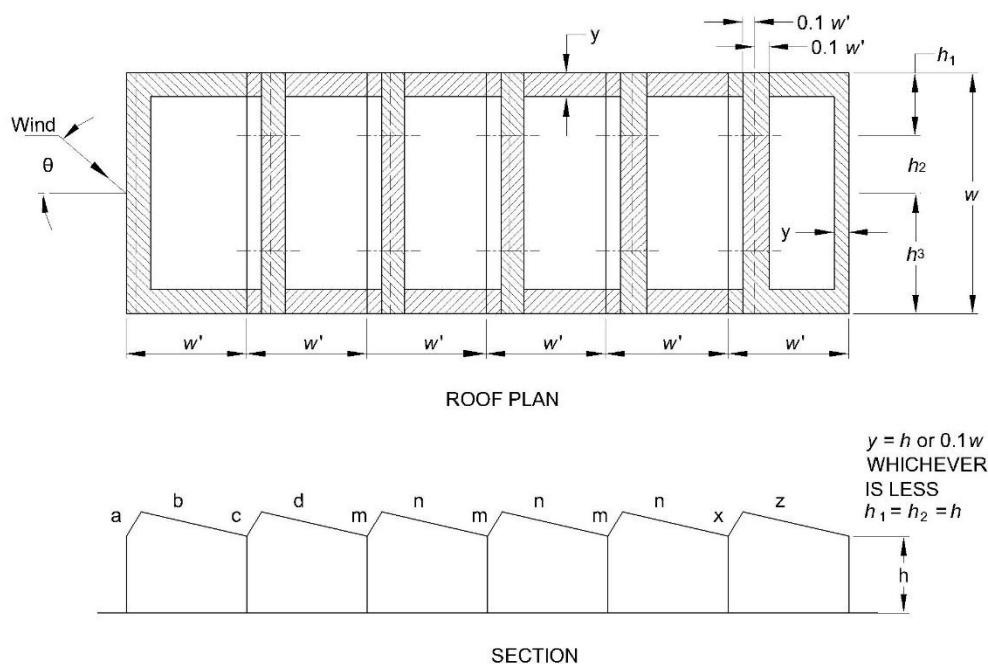 0.1 w'
y
0.1 w'
h₁
Wind
θ
h₂
w
y
h³
w' w' w' w' w' w'
ROOF PLAN
y = h or 0.1w
WHICHEVER
IS LESS
h₁ = h₂ = h
a b c d m n m n m n x z
h
SECTION